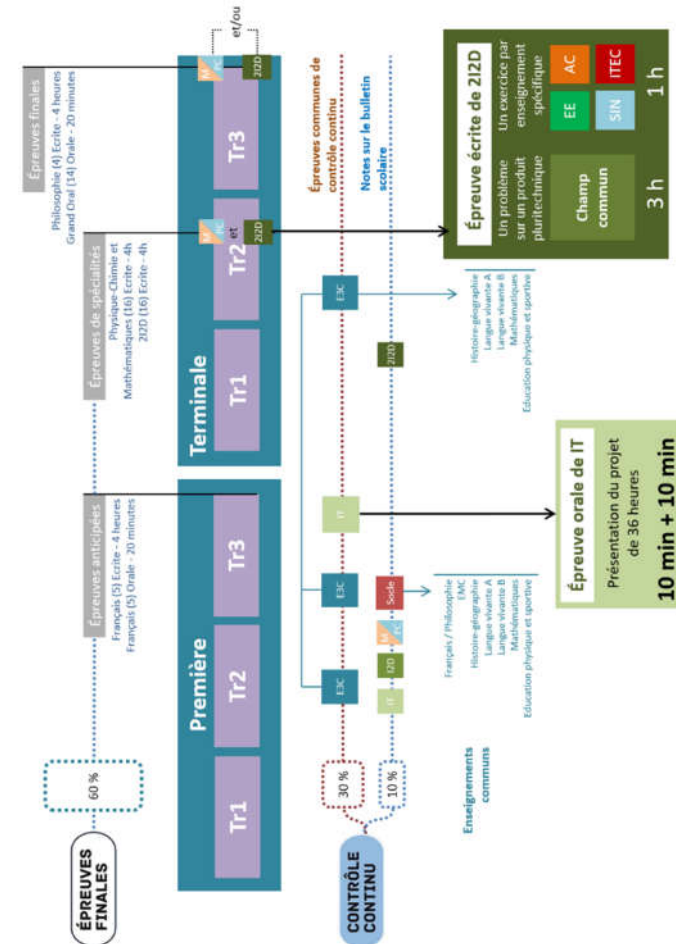 ÉPREUVES
FINALES
60 %
Épreuves anticipées
Français (5) Ecrite - 4 heures
Français (5) Orale - 20 minutes
Épreuves de spécialités
Physique-Chimie et
Mathématiques (16) Ecrite - 4h
2I2D (16) Ecrite - 4h
Épreuves finales
Philosophie (4) Ecrite - 4 heures
Grand Oral (14) Orale - 20 minutes
Première
Tr1
Tr2
Tr3
Terminale
Tr1
Tr2
Tr3
M
PC
et
2I2D
M
PC
2I2D
et/ou
CONTRÔLE
CONTINU
30 %
10 %
E3C
E3C
IT
E3C
Épreuves communes de
contrôle continu
IT
I2D
M
Socle
2I2D
Notes sur le bulletin
scolaire
Enseignements
communs
Français / Philosophie
EMC
Histoire-géographie
Langue vivante A
Langue vivante B
Mathématiques
Education physique et sportive
Histoire-géographie
Langue vivante A
Langue vivante B
Mathématiques
Education physique et sportive
Épreuve orale de IT
Présentation du projet
de 36 heures
10 min + 10 min
Épreuve écrite de 2I2D
Un problème
sur un produit
pluritechnique
Champ
commun
3 h
Un exercice par
enseignement
spécifique
EE
AC
SIN
ITEC
1 h